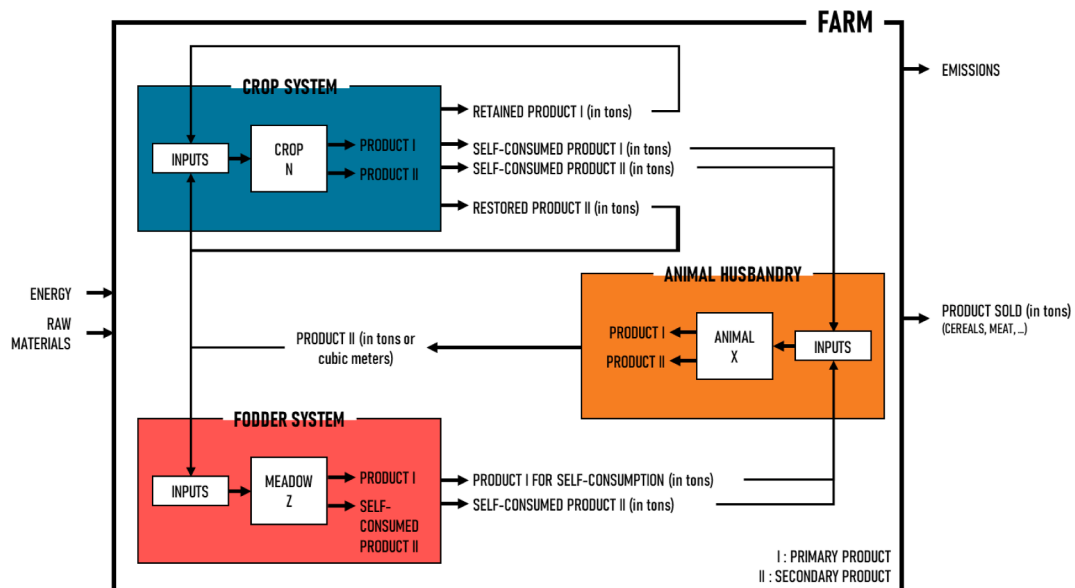 FARM
EMISSIONS
CROP SYSTEM
RETAINED PRODUCT I (in tons)
INPUTS
CROP
N
PRODUCT I
PRODUCT II
SELF-CONSUMED PRODUCT I (in tons)
SELF-CONSUMED PRODUCT II (in tons)
RESTORED PRODUCT II (in tons)
ANIMAL HUSBANDRY
ENERGY
RAW
MATERIALS
PRODUCT II (in tons or
cubic meters)
PRODUCT I
PRODUCT II
ANIMAL
X
INPUTS
PRODUCT SOLD (in tons)
(CEREALS, MEAT, ...)
FODDER SYSTEM
INPUTS
MEADOW
Z
PRODUCT I
SELF-
CONSUMED
PRODUCT II
PRODUCT I FOR SELF-CONSUMPTION (in tons)
SELF-CONSUMED PRODUCT II (in tons)
I : PRIMARY PRODUCT
II : SECONDARY PRODUCT